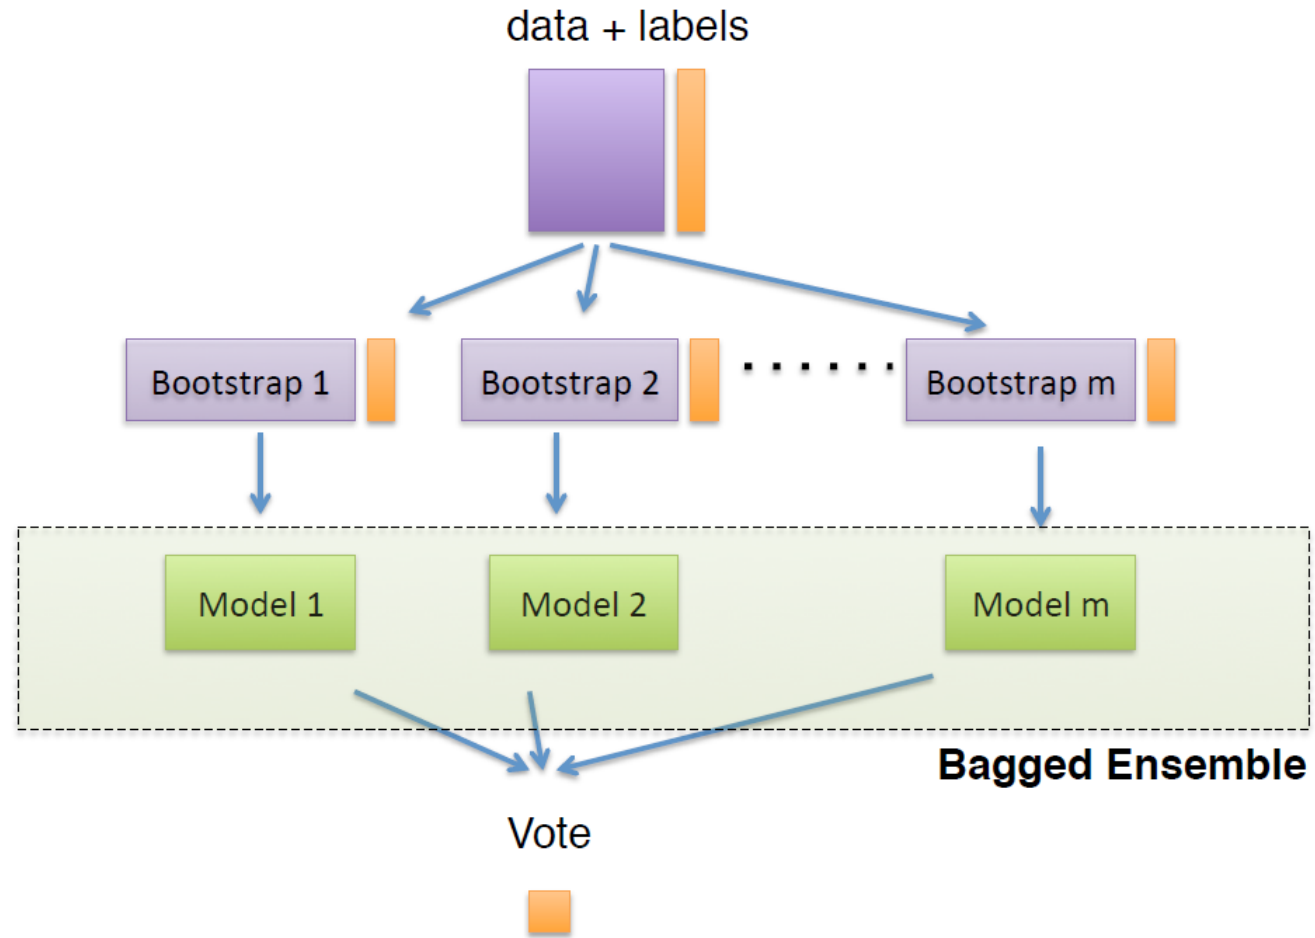 data + labels
Bootstrap 1
Bootstrap 2
......
Bootstrap m
Model 1
Model 2
Model m
Bagged Ensemble
Vote